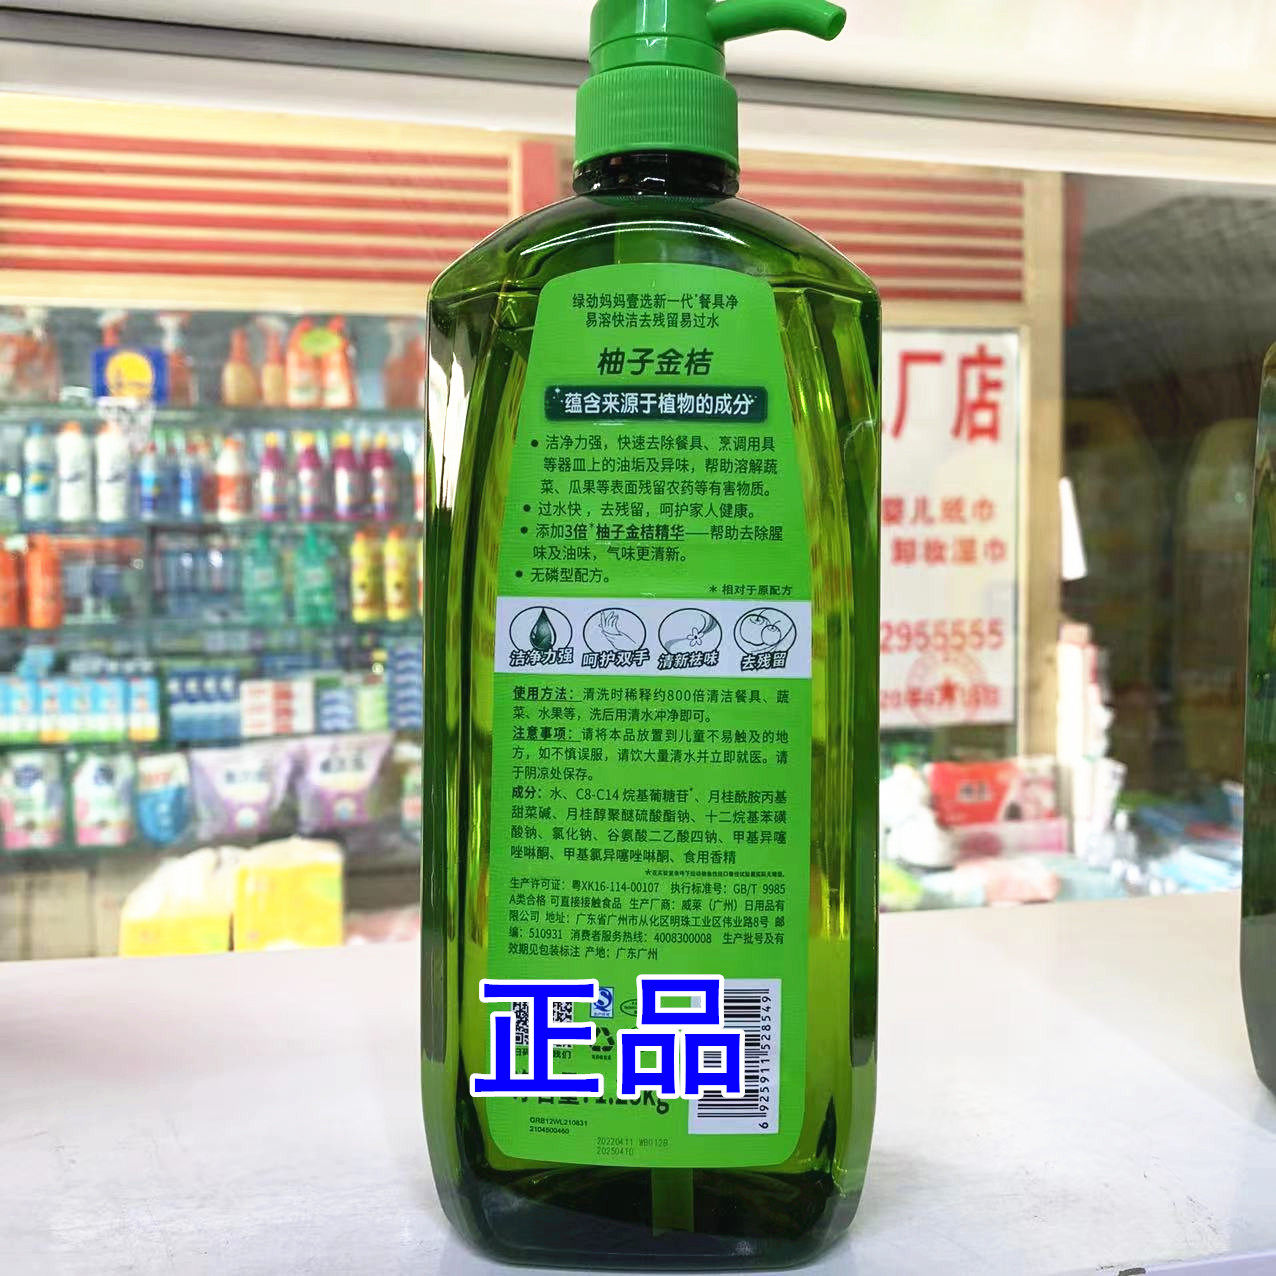 绿劲妈妈壹选新一代*餐具净
易溶快洁去残留易过水
柚子金桔
蕴含来源于植物的成分
• 洁净力强，快速去除餐具、烹调用具
等器皿上的油垢及异味，帮助溶解蔬
菜、瓜果等表面残留农药等有害物质。
• 过水快，去残留，呵护家人健康。
• 添加3倍*柚子金桔精华——帮助去除腥
味及油味，气味更清新。
• 无磷型配方。
* 相对于原配方
洁净力强 呵护双手 清新祛味 去残留
使用方法：清洗时稀释约800倍清洁餐具、蔬
菜、水果等，洗后用清水冲净即可。
注意事项：请将本品放置到儿童不易触及的地
方，如不慎误服，请饮大量清水并立即就医。请
于阴凉处保存。
成分：水、C8-C14 烷基葡糖苷*、月桂酰胺丙基
甜菜碱、月桂醇聚醚硫酸酯钠、十二烷基苯磺
酸钠、氯化钠、谷氨酸二乙酸四钠、甲基异噻
唑啉酮、甲基氯异噻唑啉酮、食用香精
生产许可证：粤XK16-114-00107 执行标准号：GB/T 9985
A类合格 可直接接触食品 生产厂商：威莱（广州）日用品有
限公司 地址：广东省广州市从化区明珠工业区伟业路8号 邮
编：510931 消费者服务热线：4008300008 生产批号及有
效期见包装标注 产地：广东广州
正品
6925911528549
GRB12WL210831
2104500460
20220411 WB0128
20250410
厂店
婴儿纸巾
卸妆湿巾
2955555